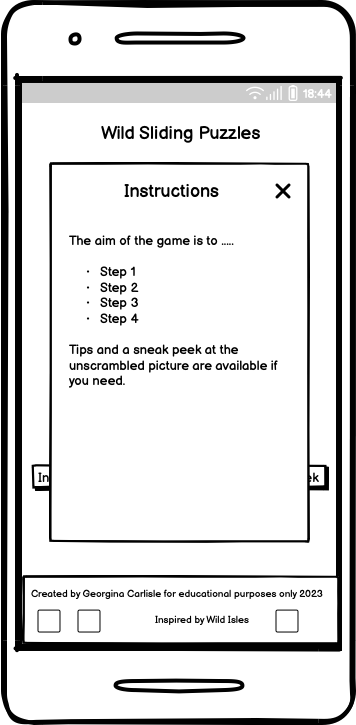 18:44
Wild Sliding Puzzles
Instructions
The aim of the game is to .....
· Step 1
· Step 2
· Step 3
· Step 4
Tips and a sneak peek at the
unscrambled picture are available if
you need.
In
ek
Created by Georgina Carlisle for educational purposes only 2023
Inspired by Wild Isles